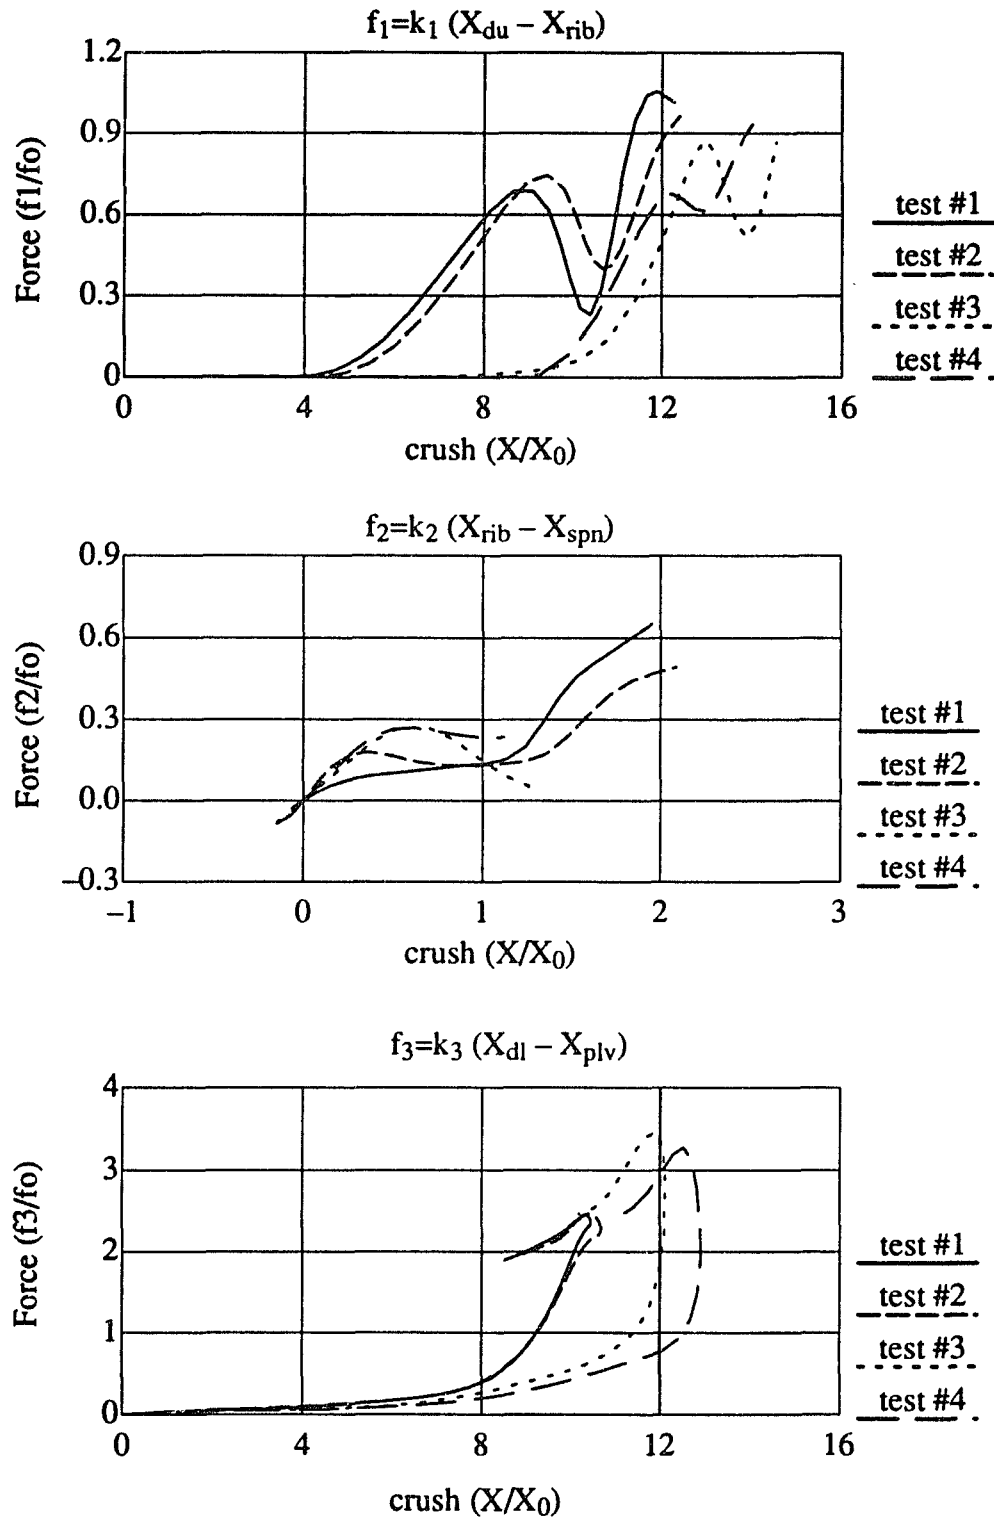 f₁=k₁ (Xdu – Xrib)
1.2
0.9
0.6
0.3
0
0 4 8 12 16
Force (f1/fo)
crush (X/X₀)
test #1
test #2
test #3
test #4
f₂=k₂ (Xrib – Xspn)
0.9
0.6
0.3
0.0
–0.3
–1 0 1 2 3
Force (f2/fo)
crush (X/X₀)
test #1
test #2
test #3
test #4
f₃=k₃ (Xdl – Xplv)
4
3
2
1
0
0 4 8 12 16
Force (f3/fo)
crush (X/X₀)
test #1
test #2
test #3
test #4